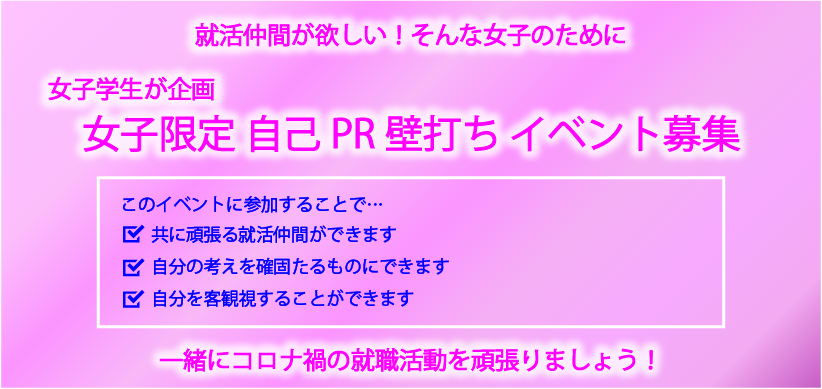 就活仲間が欲しい！そんな女子のために
女子学生が企画
女子限定 自己 PR 壁打ち イベント募集
このイベントに参加することで…
共に頑張る就活仲間ができます
自分の考えを確固たるものにできます
自分を客観視することができます
一緒にコロナ禍の就職活動を頑張りましょう！